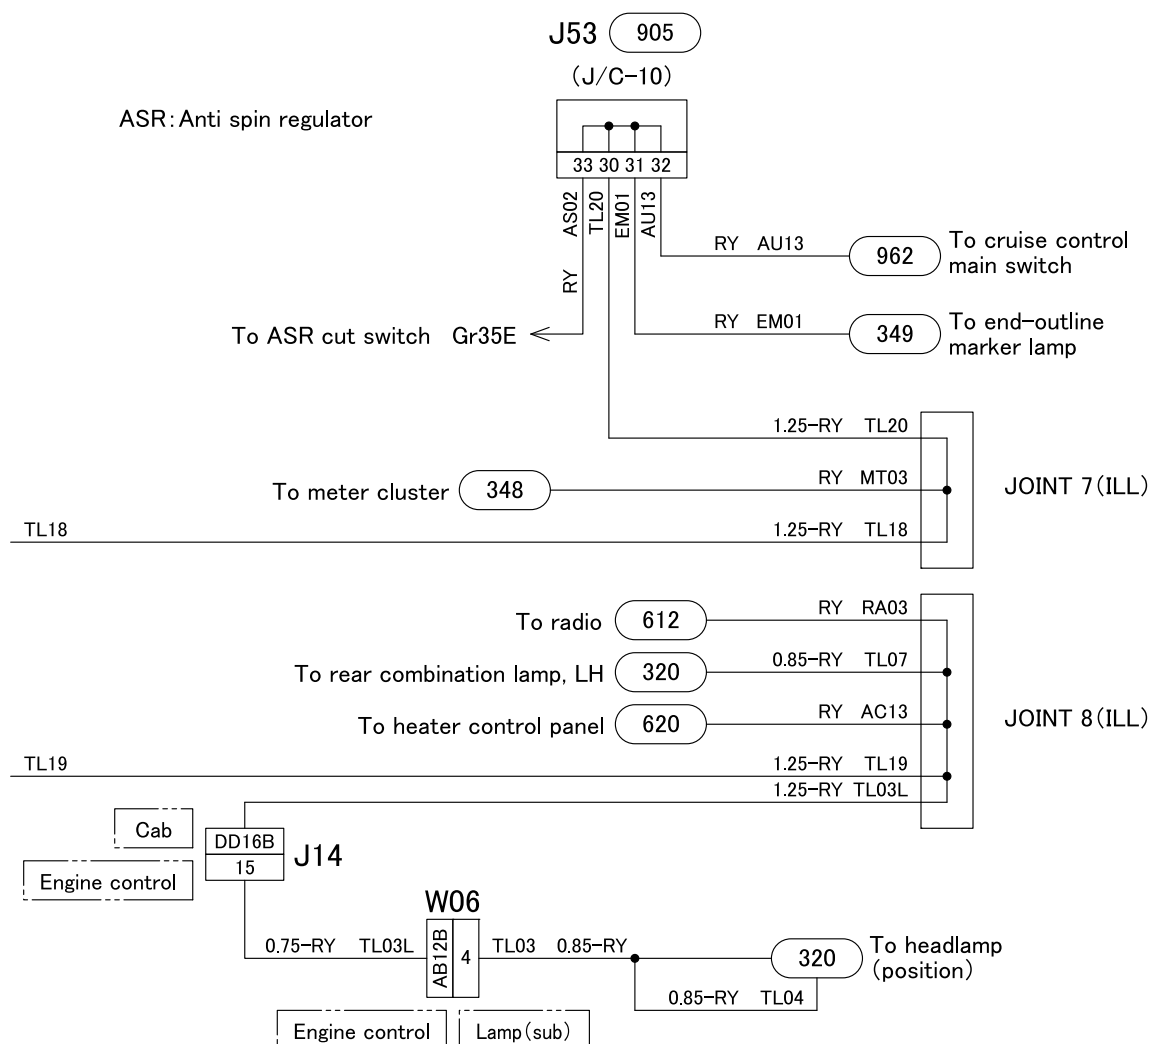 J53 905
(J/C-10)
ASR: Anti spin regulator
33 30 31 32
AS02
TL20
EM01
AU13
RY
RY AU13
962
To cruise control
main switch
To ASR cut switch Gr35E
RY EM01
349
To end-outline
marker lamp
1.25-RY TL20
To meter cluster 348
RY MT03
JOINT 7(ILL)
TL18
1.25-RY TL18
To radio 612
RY RA03
To rear combination lamp, LH 320
0.85-RY TL07
To heater control panel 620
RY AC13
JOINT 8(ILL)
TL19
1.25-RY TL19
1.25-RY TL03L
Cab
DD16B
15
J14
Engine control
W06
0.75-RY TL03L
AB12B
4
TL03 0.85-RY
320
To headlamp
(position)
0.85-RY TL04
Engine control
Lamp(sub)